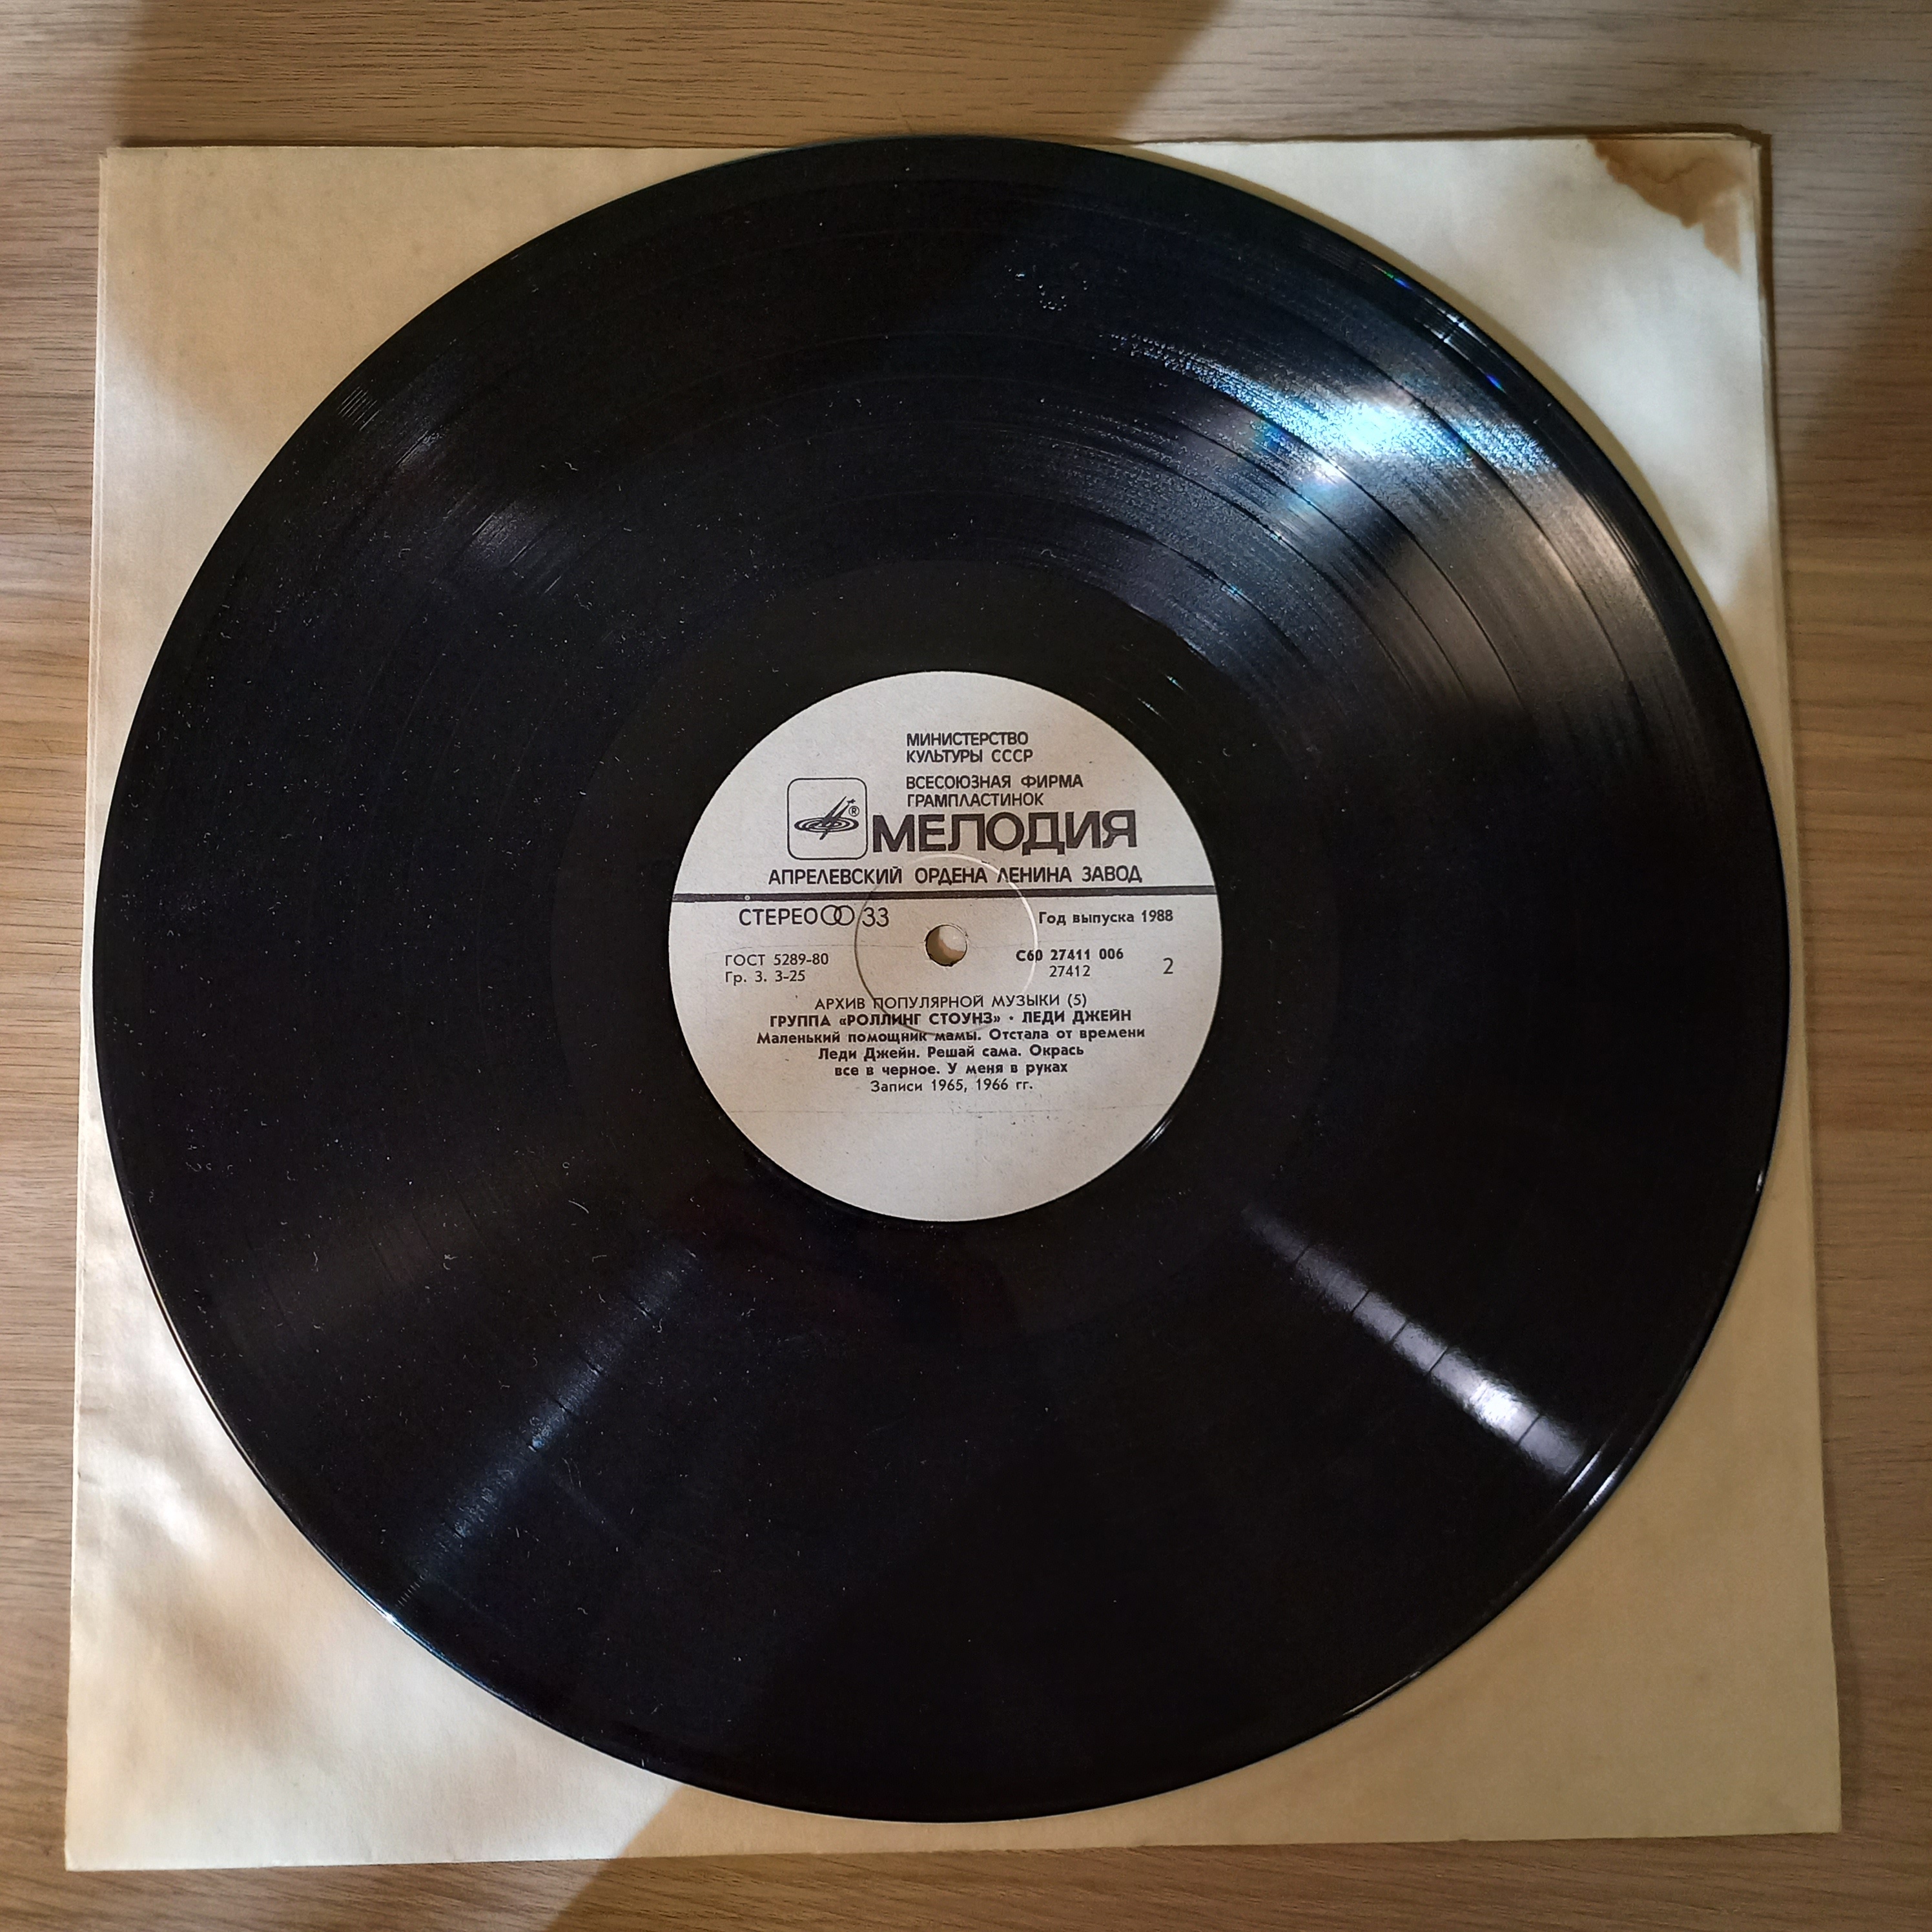 МИНИСТЕРСТВО
КУЛЬТУРЫ СССР
ВСЕСОЮЗНАЯ ФИРМА
ГРАМПЛАСТИНОК
®
МЕЛОДИЯ
АПРЕЛЕВСКИЙ ОРДЕНА ЛЕНИНА ЗАВОД
СТЕРЕО 33 Год выпуска 1988
ГОСТ 5289-80 С60 27411 006
Гр. 3. 3-25 27412 2
АРХИВ ПОПУЛЯРНОЙ МУЗЫКИ (5)
ГРУППА «РОЛЛИНГ СТОУНЗ» · ЛЕДИ ДЖЕЙН
Маленький помощник мамы. Отстала от времени
Леди Джейн. Решай сама. Окрась
все в черное. У меня в руках
Записи 1965, 1966 гг.